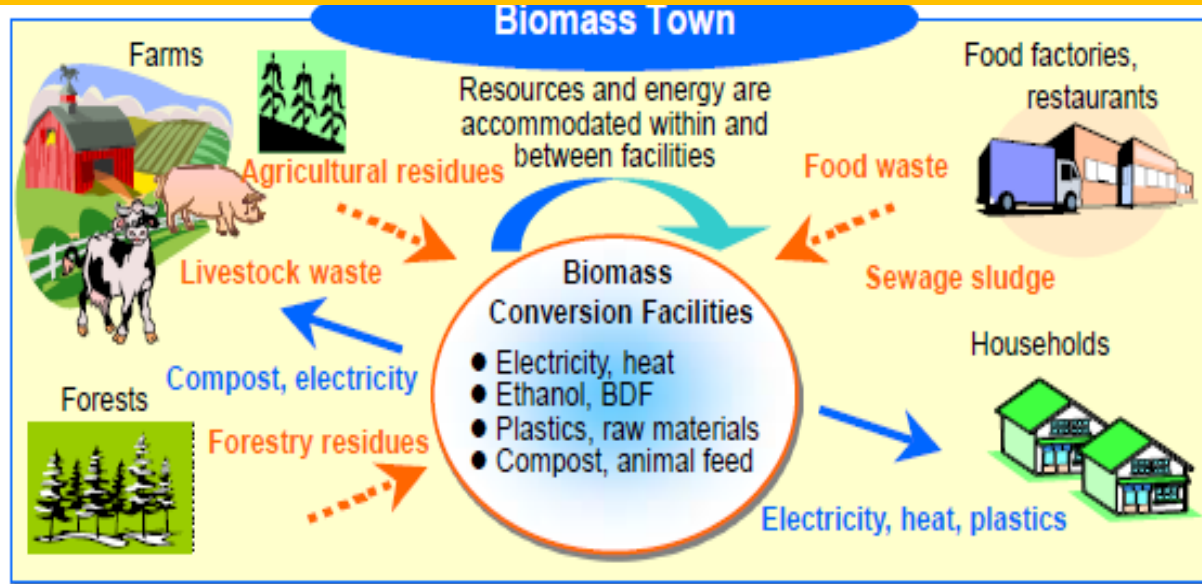 Biomass Town
Farms
Agricultural residues
Livestock waste
Compost, electricity
Forests
Forestry residues
Resources and energy are
accommodated within and
between facilities
Biomass
Conversion Facilities
● Electricity, heat
● Ethanol, BDF
● Plastics, raw materials
● Compost, animal feed
Food factories,
restaurants
Food waste
Sewage sludge
Households
Electricity, heat, plastics